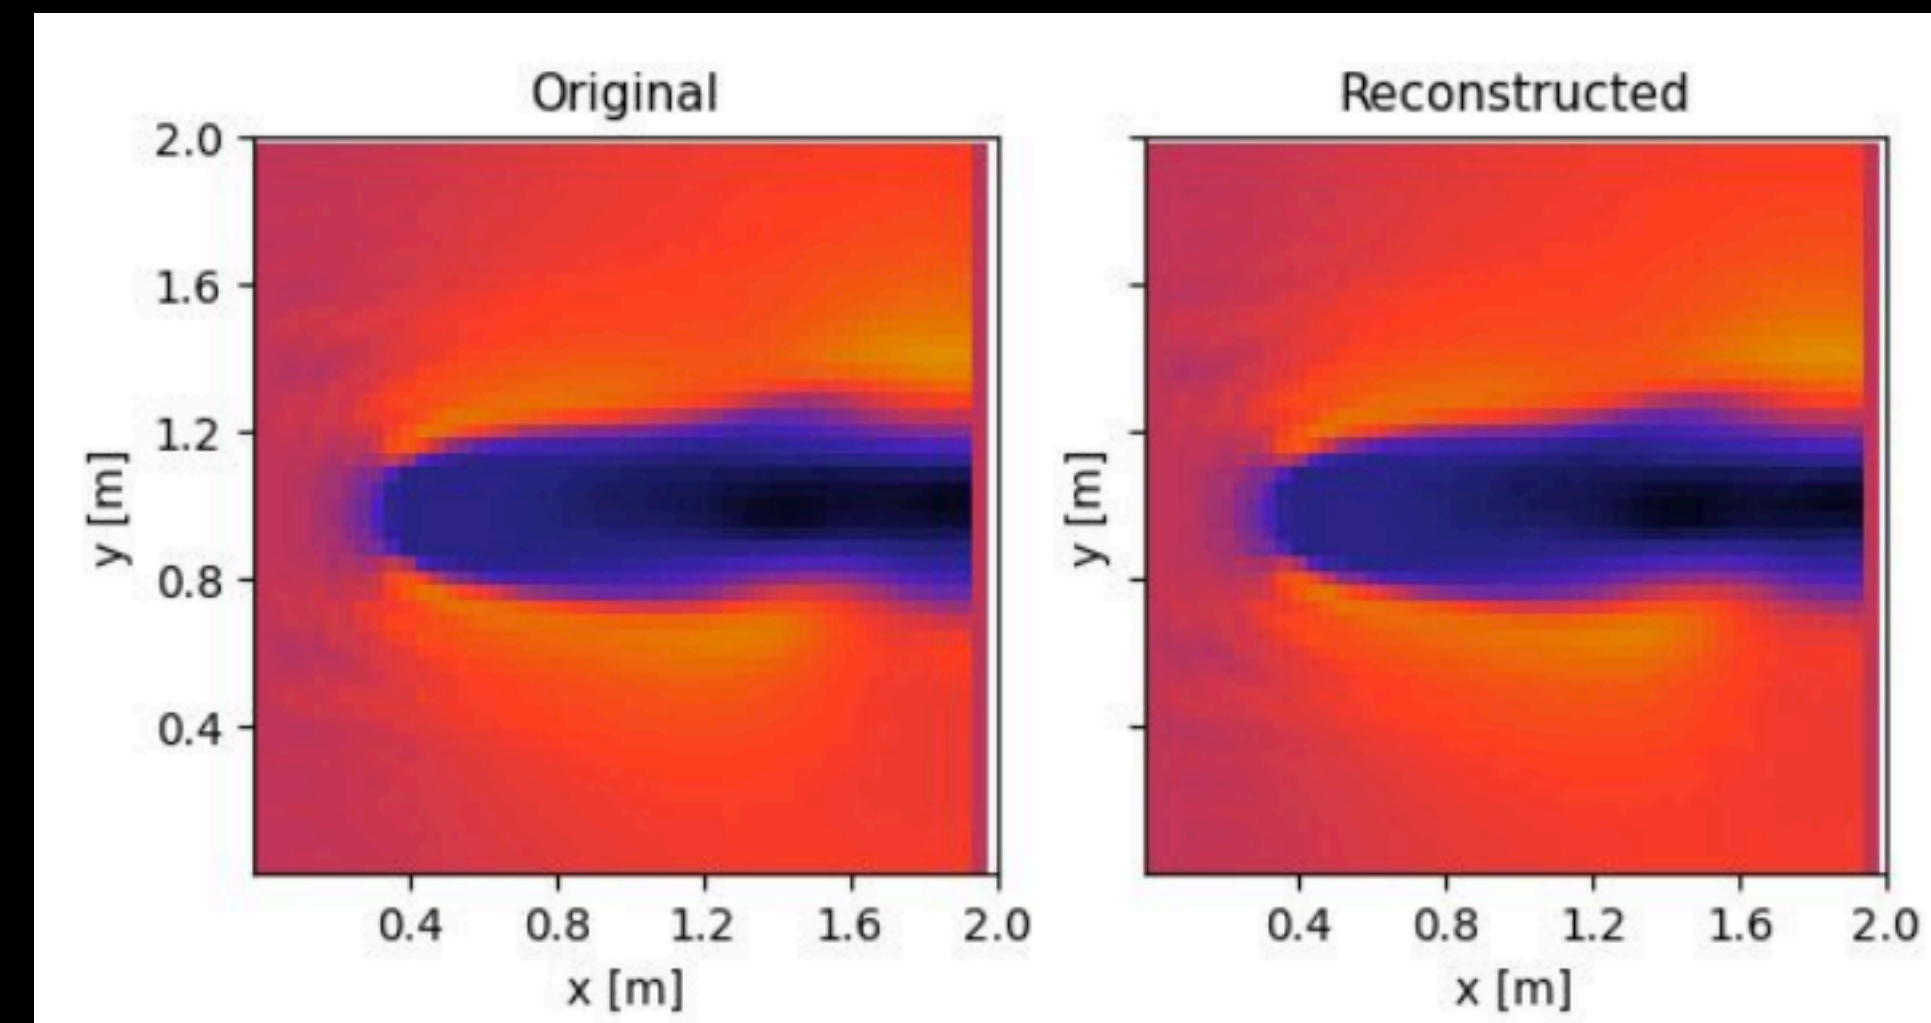 Original
2.0
1.6
1.2
0.8
0.4
y [m]
0.4 0.8 1.2 1.6 2.0
x [m]
Reconstructed
y [m]
0.4 0.8 1.2 1.6 2.0
x [m]